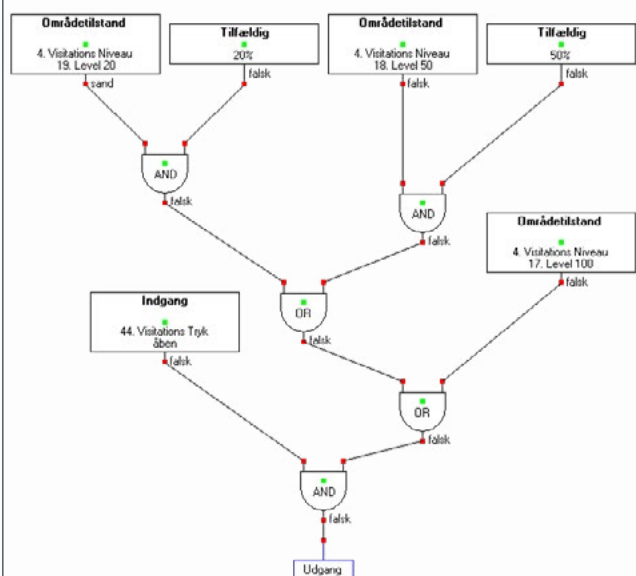 Områdetilstand
4. Visitations Niveau
19. Level 20
sand
Tilfældig
20%
falsk
Områdetilstand
4. Visitations Niveau
18. Level 50
falsk
Tilfældig
50%
falsk
AND
falsk
AND
falsk
Områdetilstand
4. Visitations Niveau
17. Level 100
falsk
Indgang
44. Visitations Tryk
åben
falsk
OR
falsk
OR
falsk
AND
falsk
Udgang